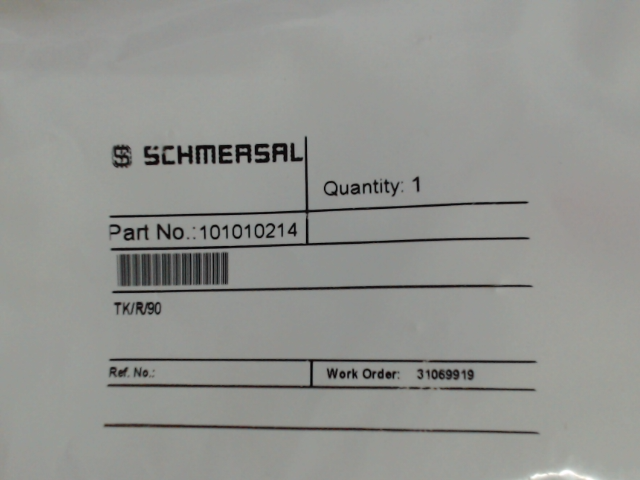 SCHMERSAL
Quantity: 1
Part No.:101010214
TK/R/90
Ref. No.:
Work Order: 31069919